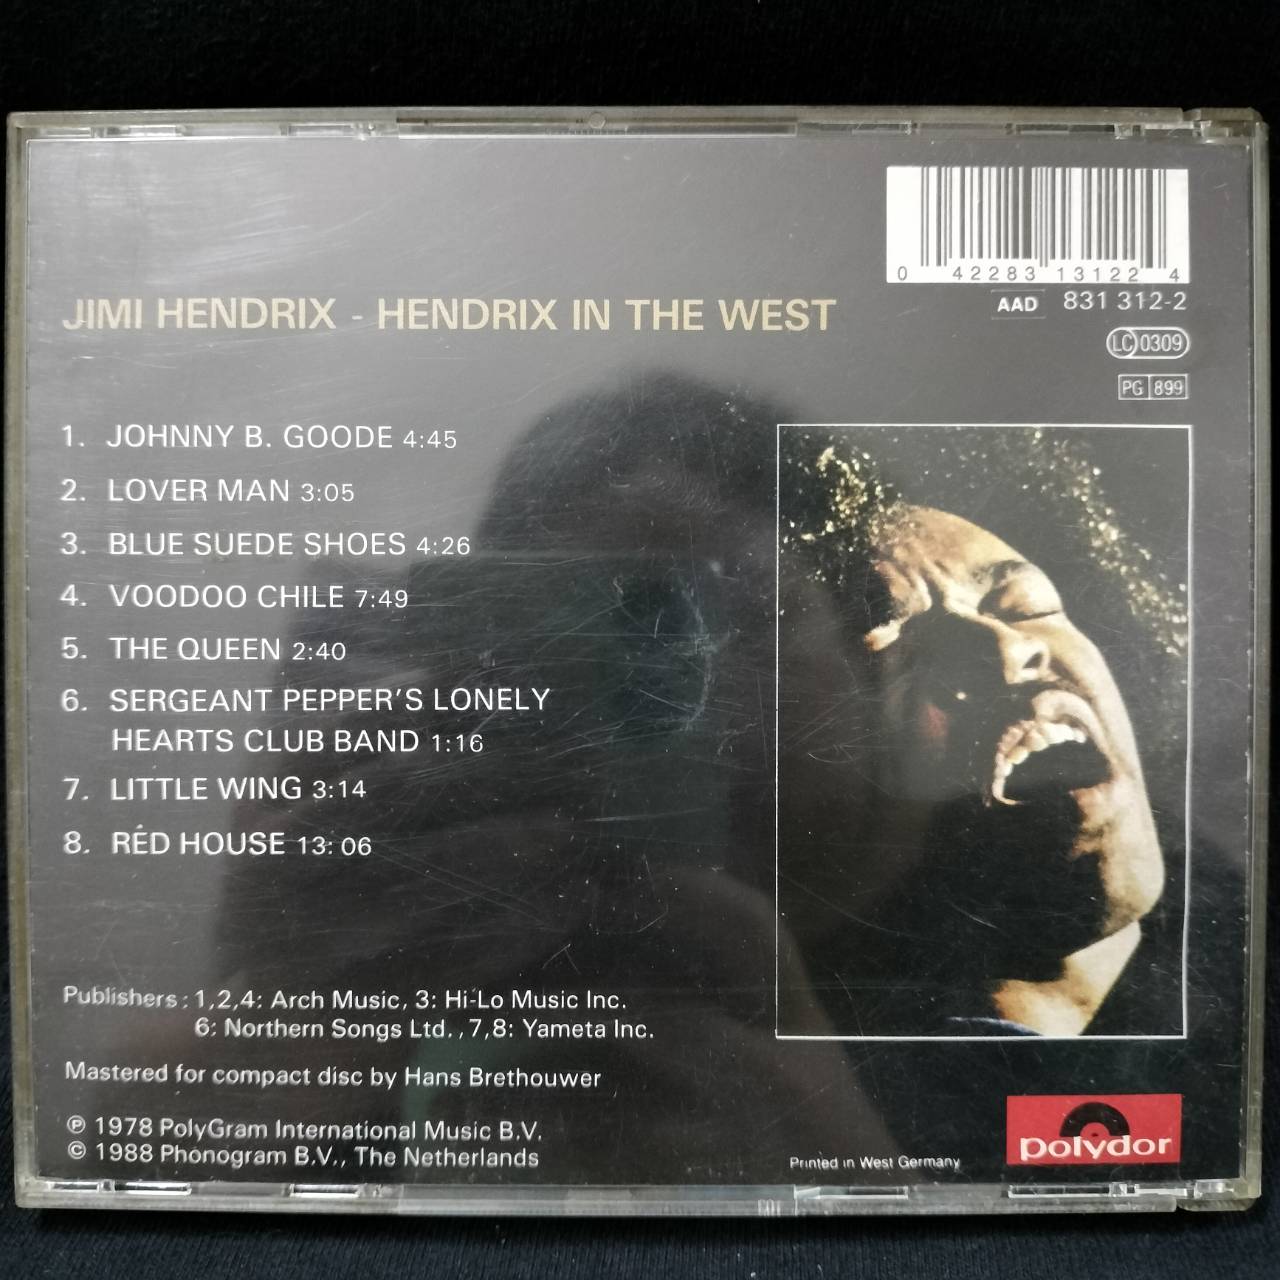 0 42283 13122 4
AAD 831 312-2
LC 0309
PG 899
JIMI HENDRIX - HENDRIX IN THE WEST
1. JOHNNY B. GOODE 4:45
2. LOVER MAN 3:05
3. BLUE SUEDE SHOES 4:26
4. VOODOO CHILE 7:49
5. THE QUEEN 2:40
6. SERGEANT PEPPER'S LONELY
HEARTS CLUB BAND 1:16
7. LITTLE WING 3:14
8. RED HOUSE 13:06
Publishers: 1,2,4: Arch Music, 3: Hi-Lo Music Inc.
6: Northern Songs Ltd., 7,8: Yameta Inc.
Mastered for compact disc by Hans Brethouwer
℗ 1978 PolyGram International Music B.V.
© 1988 Phonogram B.V., The Netherlands
Printed in West Germany
polydor